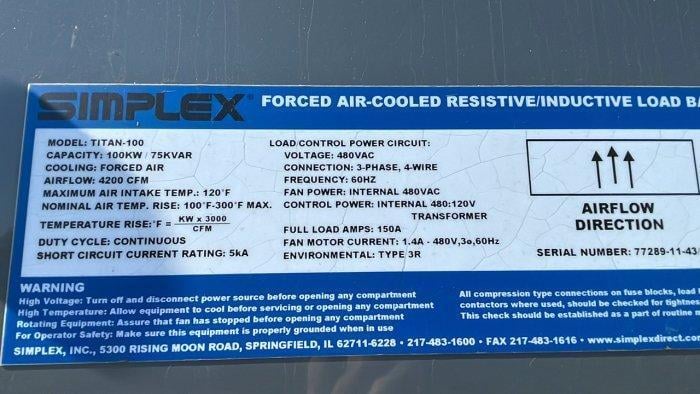 SIMPLEX® FORCED AIR-COOLED RESISTIVE/INDUCTIVE LOAD
MODEL: TITAN-100
CAPACITY: 100KW / 75KVAR
COOLING: FORCED AIR
AIRFLOW: 4200 CFM
MAXIMUM AIR INTAKE TEMP.: 120°F
NOMINAL AIR TEMP. RISE: 100°F-300°F MAX.
TEMPERATURE RISE:°F = KW x 3000
CFM
DUTY CYCLE: CONTINUOUS
SHORT CIRCUIT CURRENT RATING: 5kA
LOAD/CONTROL POWER CIRCUIT:
VOLTAGE: 480VAC
CONNECTION: 3-PHASE, 4-WIRE
FREQUENCY: 60HZ
FAN POWER: INTERNAL 480VAC
CONTROL POWER: INTERNAL 480:120V
TRANSFORMER
FULL LOAD AMPS: 150A
FAN MOTOR CURRENT: 1.4A - 480V,3ø,60Hz
ENVIRONMENTAL: TYPE 3R
AIRFLOW
DIRECTION
SERIAL NUMBER: 77289-11-43
WARNING
High Voltage: Turn off and disconnect power source before opening any compartment
High Temperature: Allow equipment to cool before servicing or opening any compartment
Rotating Equipment: Assure that fan has stopped before opening any compartment
For Operator Safety: Make sure this equipment is properly grounded when in use
All compression type connections on fuse blocks, load
contactors where used, should be checked for tightnes
This check should be established as a part of routine
SIMPLEX, INC., 5300 RISING MOON ROAD, SPRINGFIELD, IL 62711-6228 • 217-483-1600 • FAX 217-483-1616 • www.simplexdirect.com